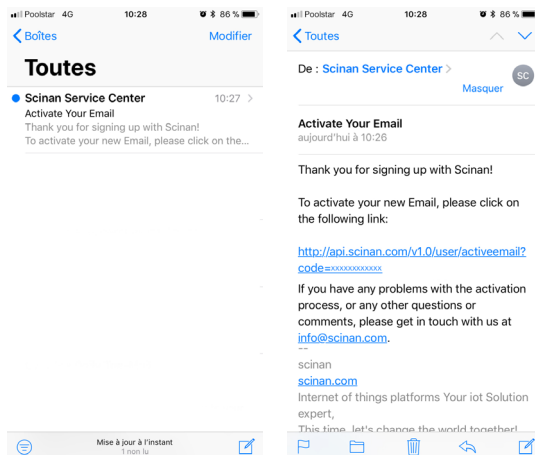 Poolstar 4G 10:28 86 %
Boîtes Modifier
Toutes
Scinan Service Center 10:27
Activate Your Email
Thank you for signing up with Scinan!
To activate your new Email, please click on the...
Mise à jour à l'instant
1 non lu
Poolstar 4G 10:28 86 %
Toutes
De : Scinan Service Center
SC
Masquer
Activate Your Email
aujourd'hui à 10:26
Thank you for signing up with Scinan!
To activate your new Email, please click on
the following link:
http://api.scinan.com/v1.0/user/activeemail?
code=xxxxxxxxxxxx
If you have any problems with the activation
process, or any other questions or
comments, please get in touch with us at
info@scinan.com.
--
scinan
scinan.com
Internet of things platforms Your iot Solution
expert,
This time, let's change the world together!